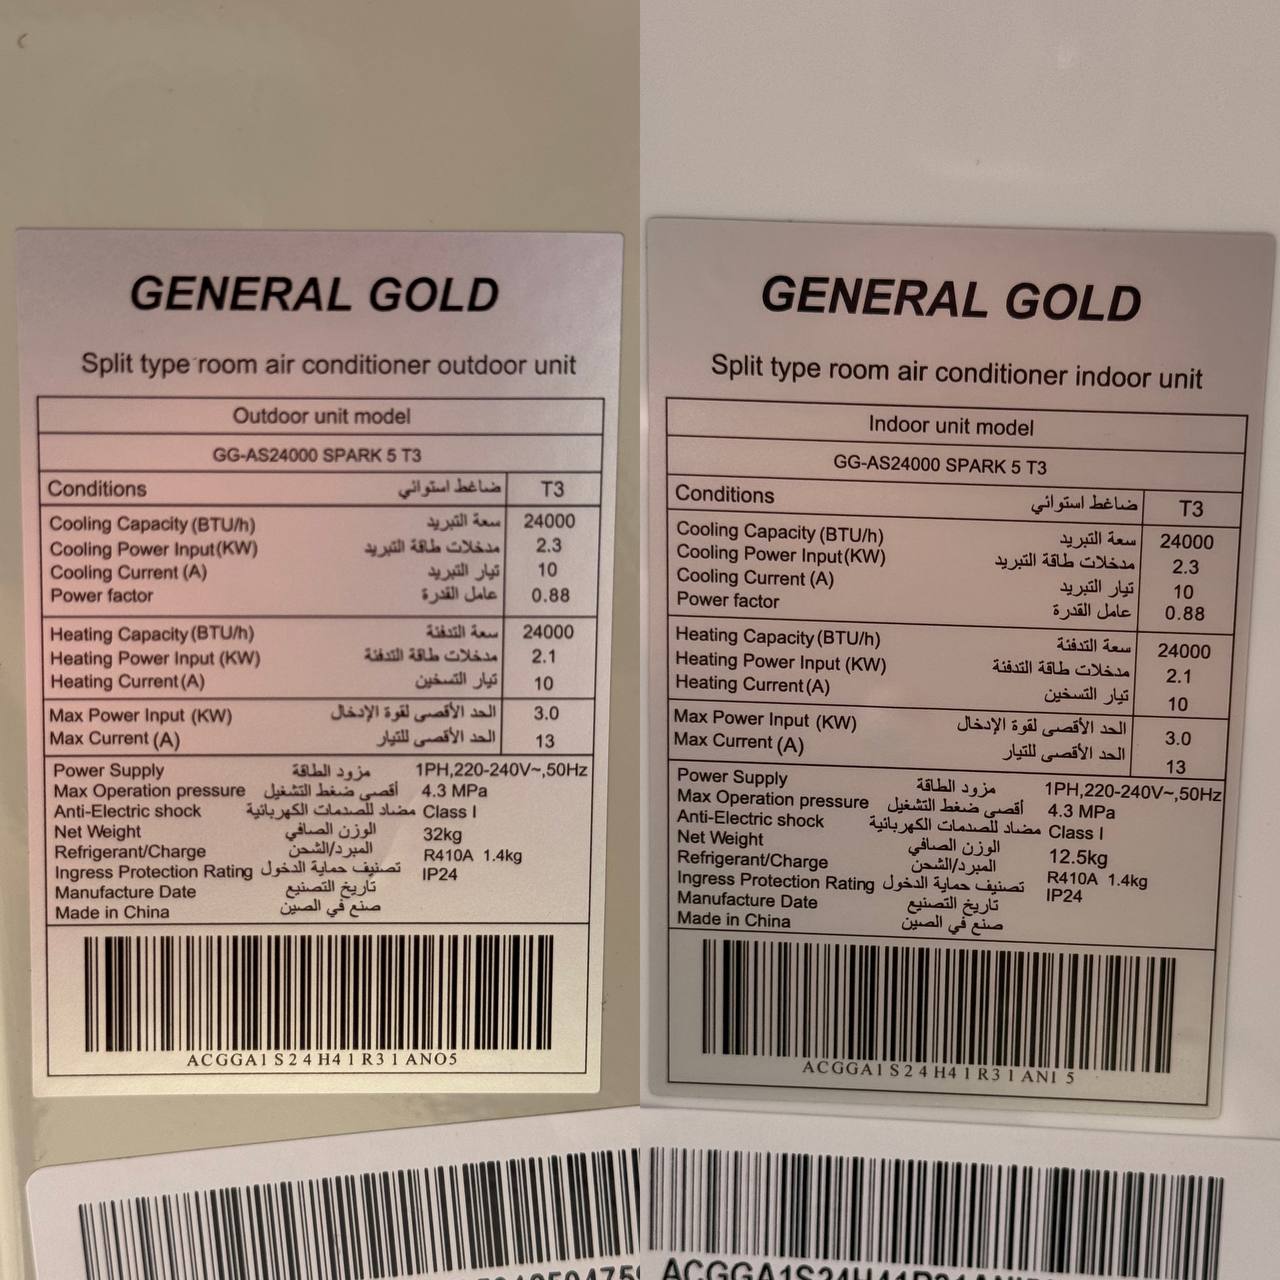 GENERAL GOLD
Split type room air conditioner outdoor unit
Outdoor unit model
GG-AS24000 SPARK 5 T3
Conditions ضاغط استوائي T3
Cooling Capacity (BTU/h) سعة التبريد 24000
Cooling Power Input(KW) مدخلات طاقة التبريد 2.3
Cooling Current (A) تيار التبريد 10
Power factor عامل القدرة 0.88
Heating Capacity (BTU/h) سعة التدفئة 24000
Heating Power Input (KW) مدخلات طاقة التدفئة 2.1
Heating Current (A) تيار التسخين 10
Max Power Input (KW) الحد الأقصى لقوة الإدخال 3.0
Max Current (A) الحد الأقصى للتيار 13
Power Supply مزود الطاقة 1PH,220-240V~,50Hz
Max Operation pressure أقصى ضغط التشغيل 4.3 MPa
Anti-Electric shock مضاد للصدمات الكهربائية Class I
Net Weight الوزن الصافي 32kg
Refrigerant/Charge المبرد/الشحن R410A 1.4kg
Ingress Protection Rating تصنيف حماية الدخول IP24
Manufacture Date تاريخ التصنيع
Made in China صنع في الصين
ACGGA1S24H41R31ANO5
GENERAL GOLD
Split type room air conditioner indoor unit
Indoor unit model
GG-AS24000 SPARK 5 T3
Conditions ضاغط استوائي T3
Cooling Capacity (BTU/h) سعة التبريد 24000
Cooling Power Input(KW) مدخلات طاقة التبريد 2.3
Cooling Current (A) تيار التبريد 10
Power factor عامل القدرة 0.88
Heating Capacity (BTU/h) سعة التدفئة 24000
Heating Power Input (KW) مدخلات طاقة التدفئة 2.1
Heating Current (A) تيار التسخين 10
Max Power Input (KW) الحد الأقصى لقوة الإدخال 3.0
Max Current (A) الحد الأقصى للتيار 13
Power Supply مزود الطاقة 1PH,220-240V~,50Hz
Max Operation pressure أقصى ضغط التشغيل 4.3 MPa
Anti-Electric shock مضاد للصدمات الكهربائية Class I
Net Weight الوزن الصافي 12.5kg
Refrigerant/Charge المبرد/الشحن R410A 1.4kg
Ingress Protection Rating تصنيف حماية الدخول IP24
Manufacture Date تاريخ التصنيع
Made in China صنع في الصين
ACGGA1S24H41R31ANI5